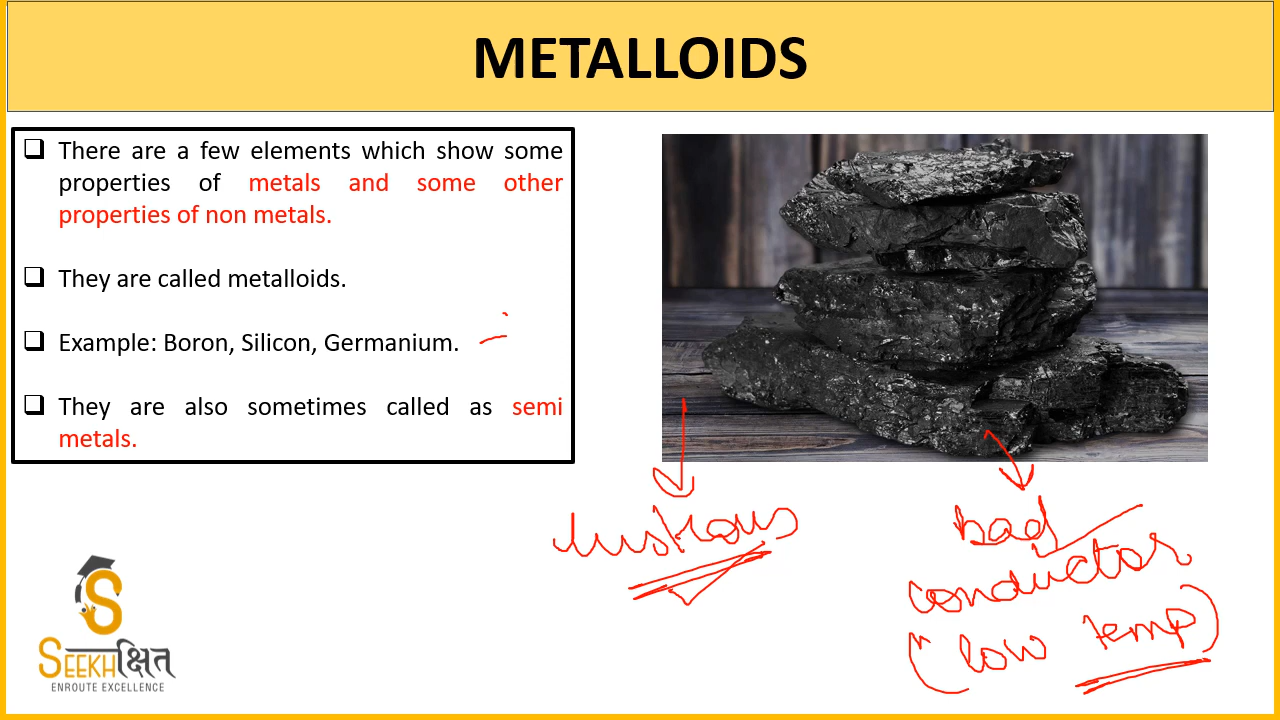 METALLOIDS
There are a few elements which show some
properties of metals and some other
properties of non metals.
They are called metalloids.
Example: Boron, Silicon, Germanium.
They are also sometimes called as semi
metals.
lustrous
bad
conductor
(low temp)
SEEKHक्षित
ENROUTE EXCELLENCE